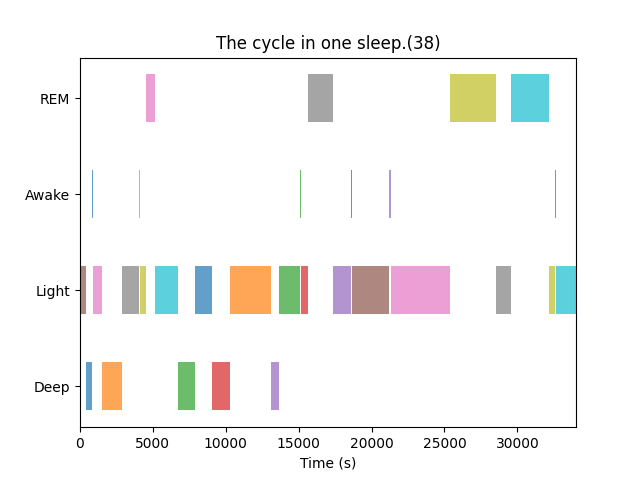 The cycle in one sleep.(38)
REM
Awake
Light
Deep
0 5000 10000 15000 20000 25000 30000
Time (s)